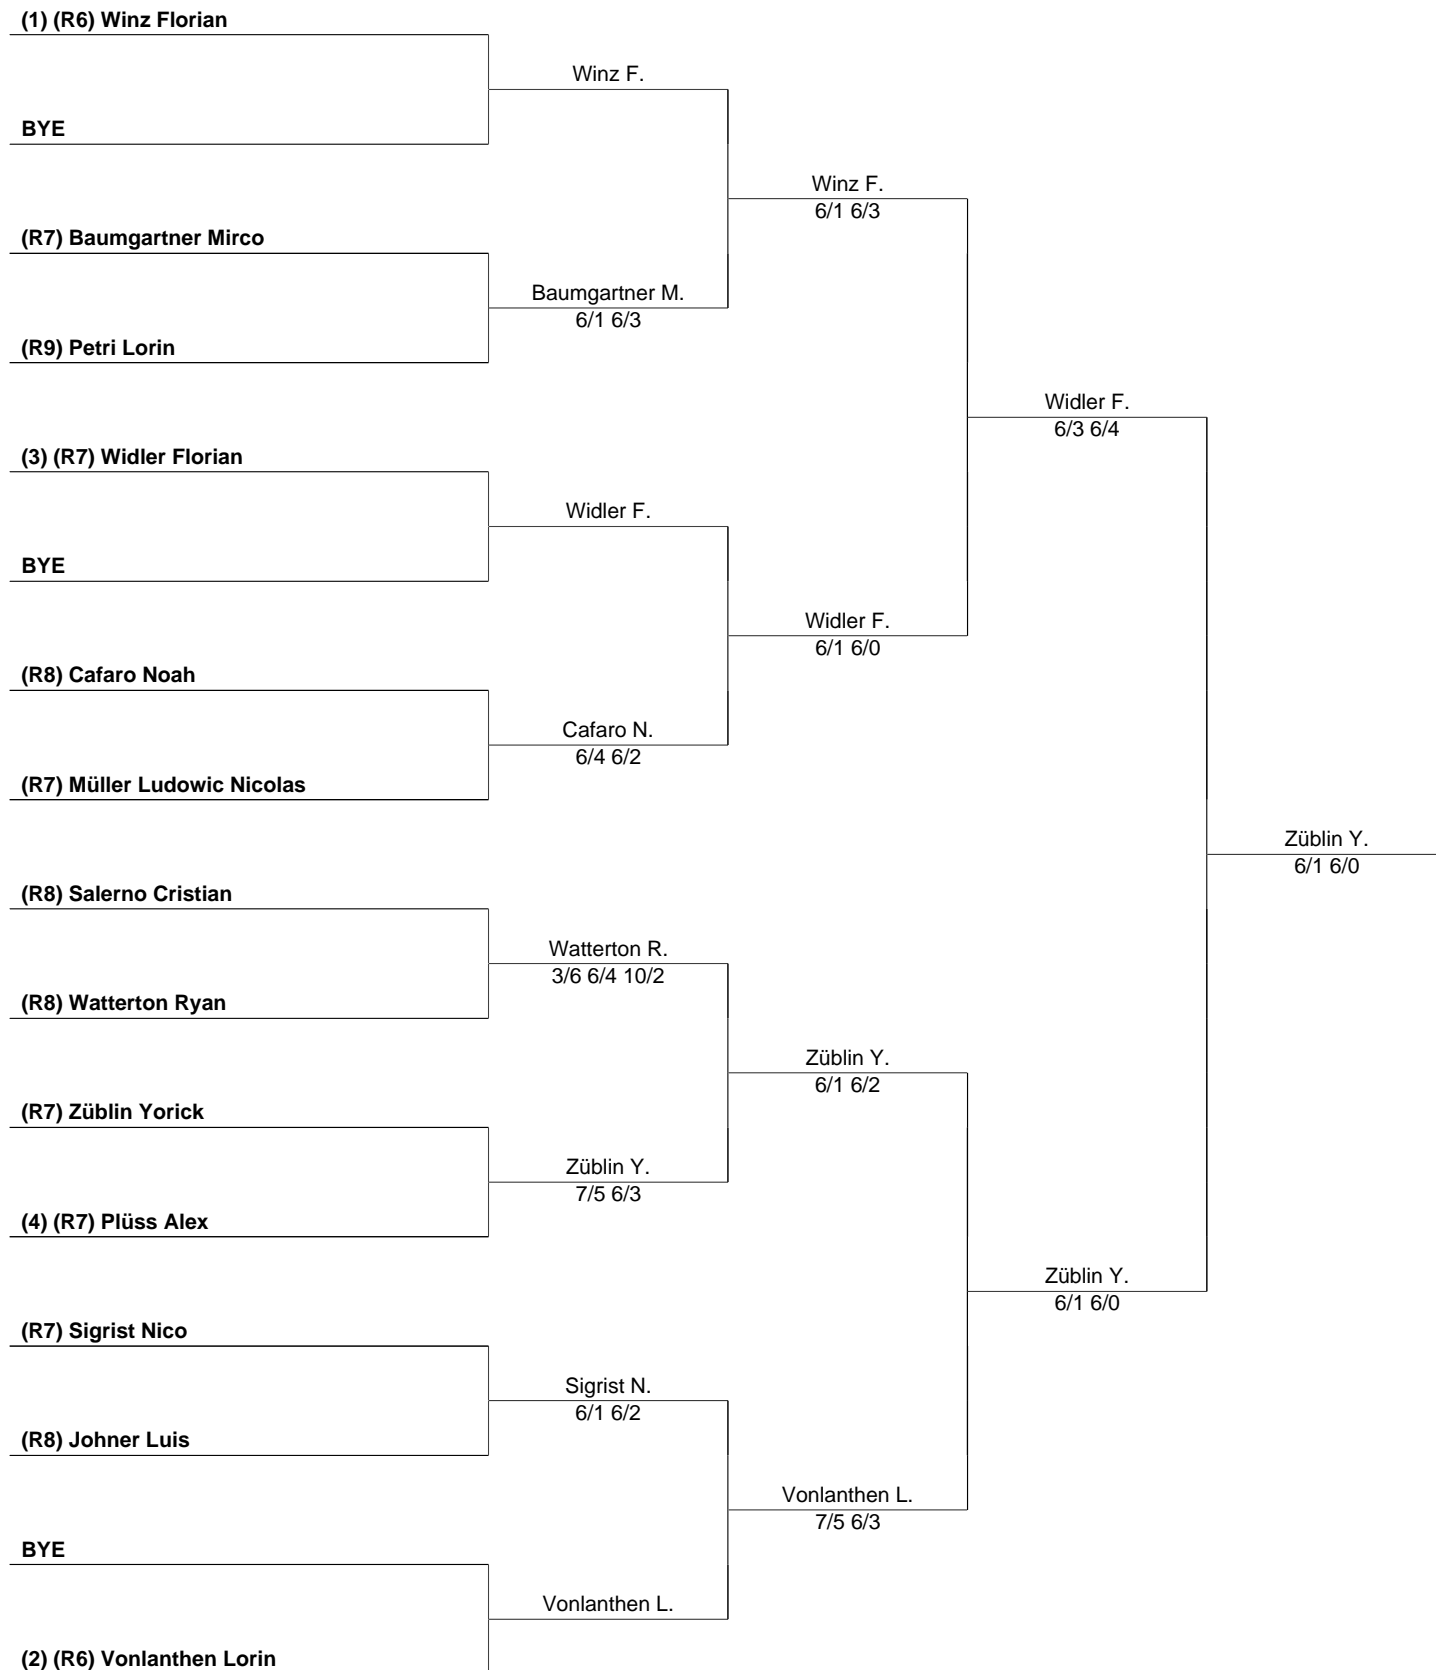 (1) (R6) Winz Florian
Winz F.
BYE
Winz F.
6/1 6/3
(R7) Baumgartner Mirco
Baumgartner M.
6/1 6/3
(R9) Petri Lorin
Widler F.
6/3 6/4
(3) (R7) Widler Florian
Widler F.
BYE
Widler F.
6/1 6/0
(R8) Cafaro Noah
Cafaro N.
6/4 6/2
(R7) Müller Ludowic Nicolas
Züblin Y.
6/1 6/0
(R8) Salerno Cristian
Watterton R.
3/6 6/4 10/2
(R8) Watterton Ryan
Züblin Y.
6/1 6/2
(R7) Züblin Yorick
Züblin Y.
7/5 6/3
(4) (R7) Plüss Alex
Züblin Y.
6/1 6/0
(R7) Sigrist Nico
Sigrist N.
6/1 6/2
(R8) Johner Luis
Vonlanthen L.
7/5 6/3
BYE
Vonlanthen L.
(2) (R6) Vonlanthen Lorin